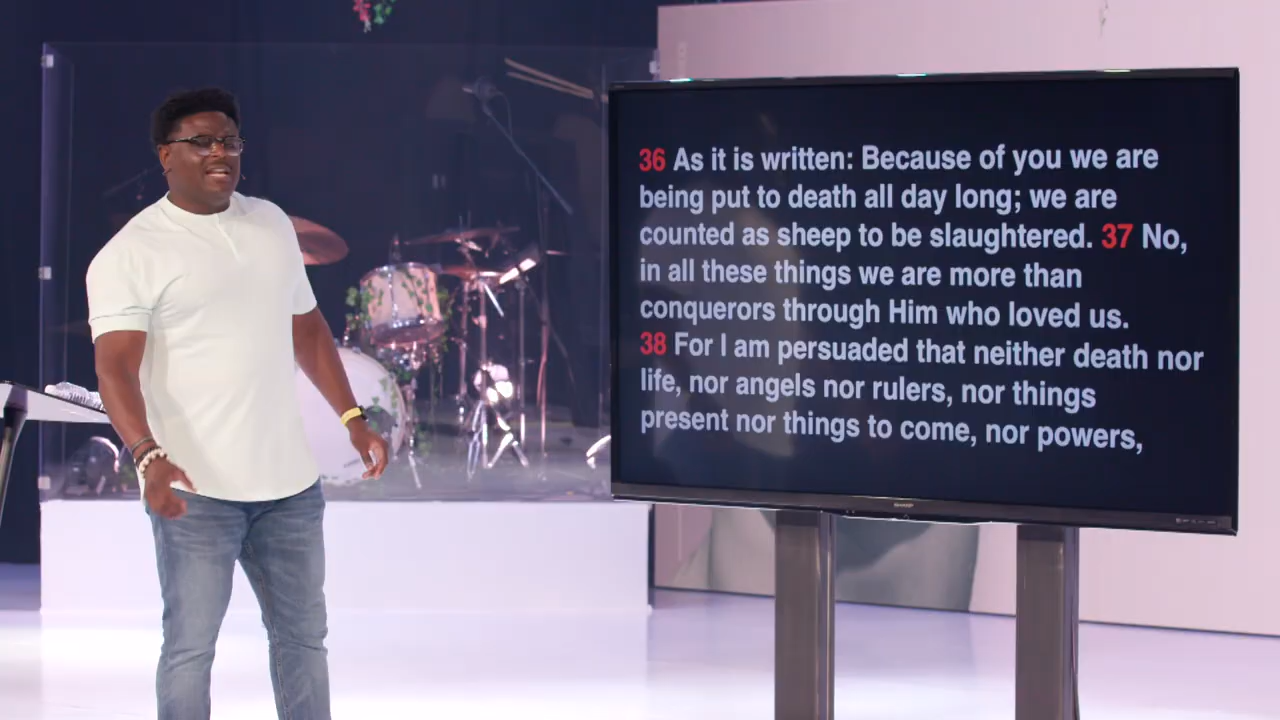 36 As it is written: Because of you we are
being put to death all day long; we are
counted as sheep to be slaughtered. 37 No,
in all these things we are more than
conquerors through Him who loved us.
38 For I am persuaded that neither death nor
life, nor angels nor rulers, nor things
present nor things to come, nor powers,
SHARP